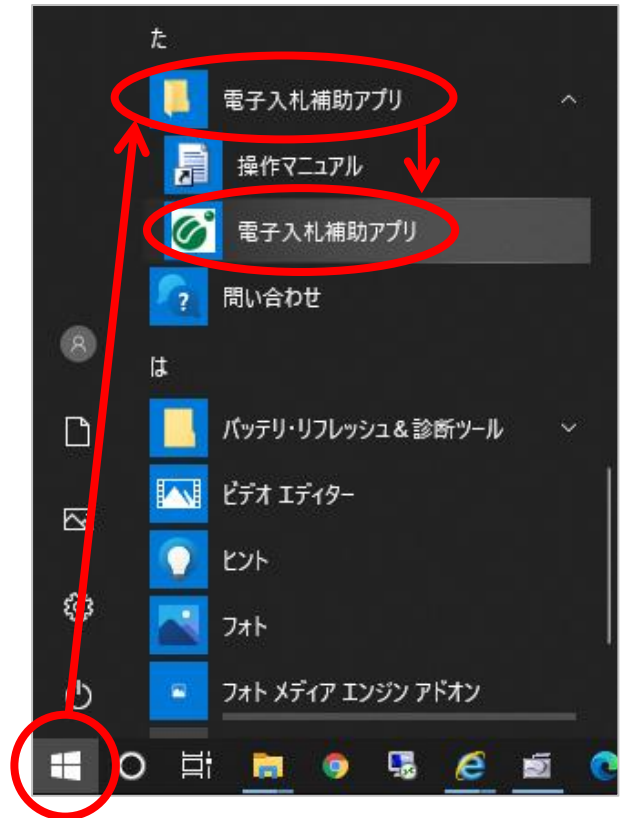 た
電子入札補助アプリ
操作マニュアル
電子入札補助アプリ
問い合わせ
は
バッテリ・リフレッシュ&診断ツール
ビデオ エディター
ヒント
フォト
フォト メディア エンジン アドオン